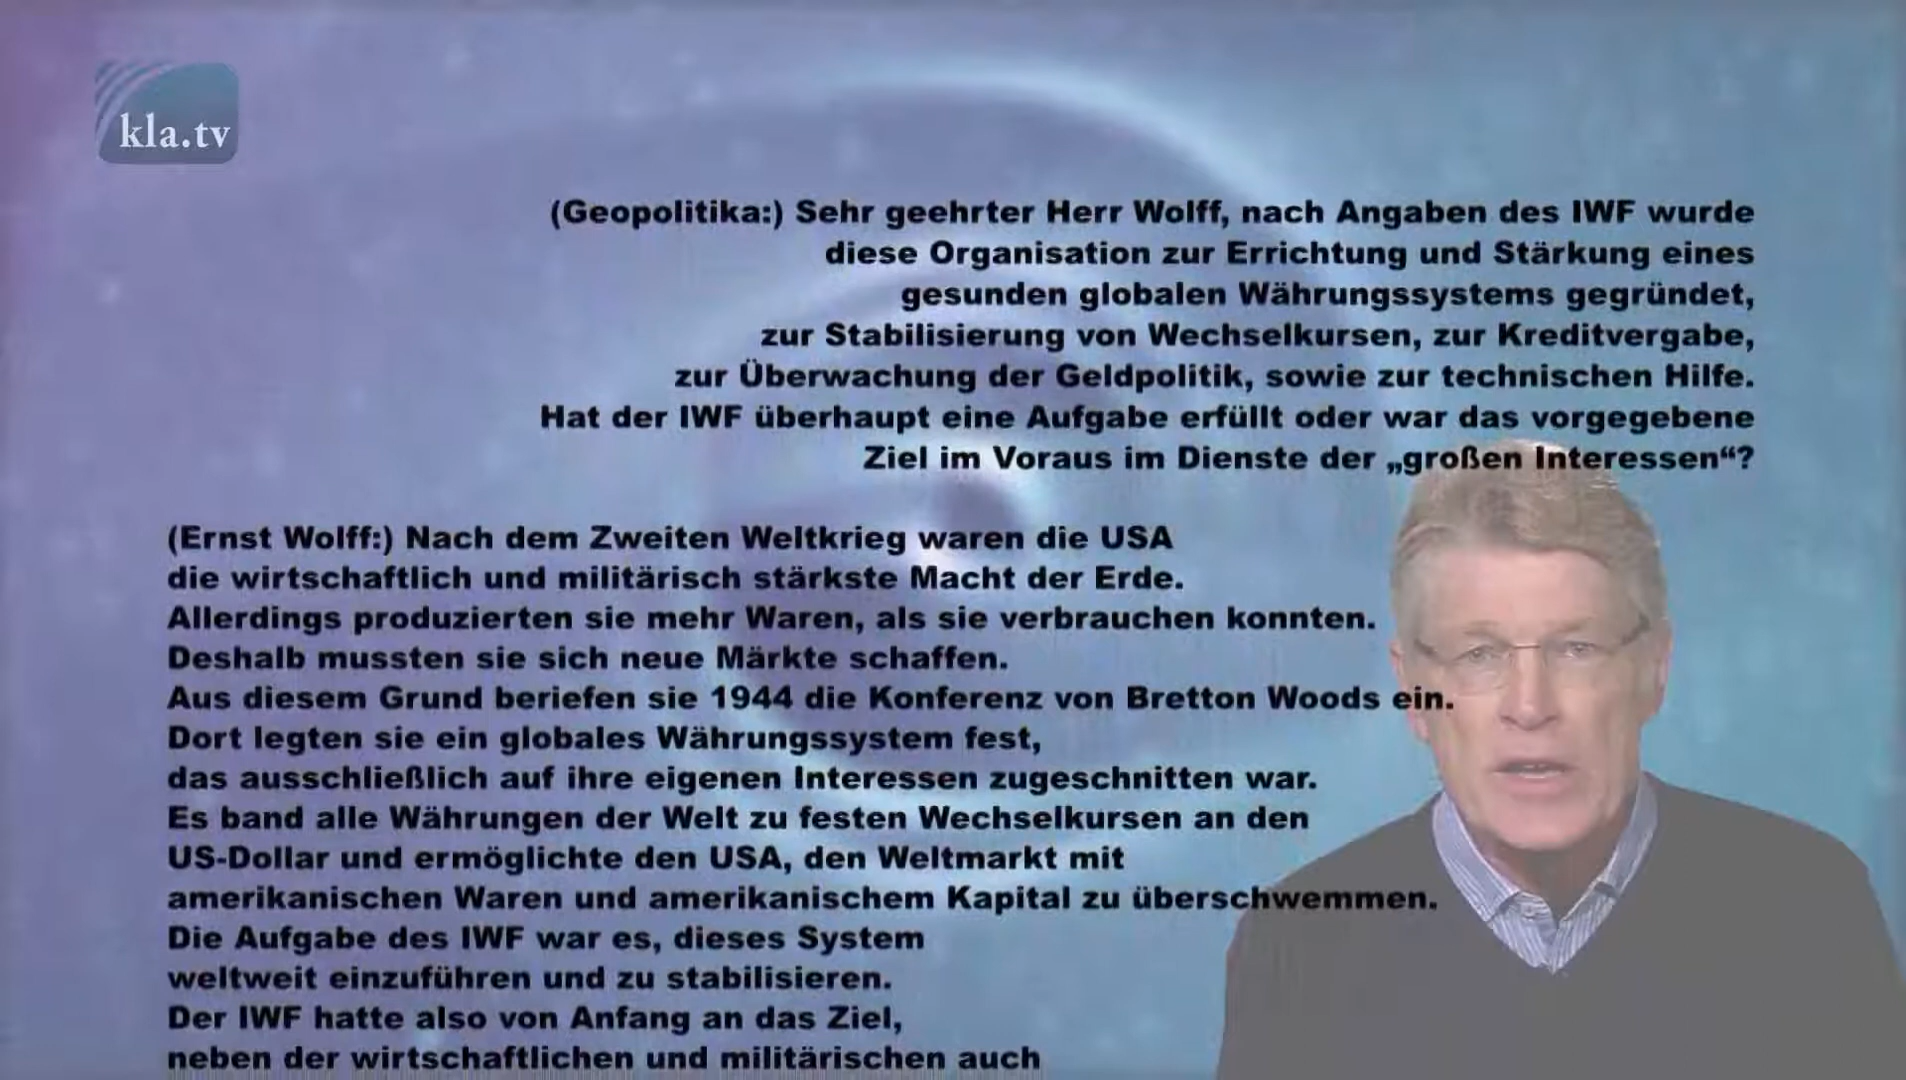 kla.tv
(Geopolitika:) Sehr geehrter Herr Wolff, nach Angaben des IWF wurde
diese Organisation zur Errichtung und Stärkung eines
gesunden globalen Währungssystems gegründet,
zur Stabilisierung von Wechselkursen, zur Kreditvergabe,
zur Überwachung der Geldpolitik, sowie zur technischen Hilfe.
Hat der IWF überhaupt eine Aufgabe erfüllt oder war das vorgegebene
Ziel im Voraus im Dienste der „großen Interessen“?
(Ernst Wolff:) Nach dem Zweiten Weltkrieg waren die USA
die wirtschaftlich und militärisch stärkste Macht der Erde.
Allerdings produzierten sie mehr Waren, als sie verbrauchen konnten.
Deshalb mussten sie sich neue Märkte schaffen.
Aus diesem Grund beriefen sie 1944 die Konferenz von Bretton Woods ein.
Dort legten sie ein globales Währungssystem fest,
das ausschließlich auf ihre eigenen Interessen zugeschnitten war.
Es band alle Währungen der Welt zu festen Wechselkursen an den
US-Dollar und ermöglichte den USA, den Weltmarkt mit
amerikanischen Waren und amerikanischem Kapital zu überschwemmen.
Die Aufgabe des IWF war es, dieses System
weltweit einzuführen und zu stabilisieren.
Der IWF hatte also von Anfang an das Ziel,
neben der wirtschaftlichen und militärischen auch